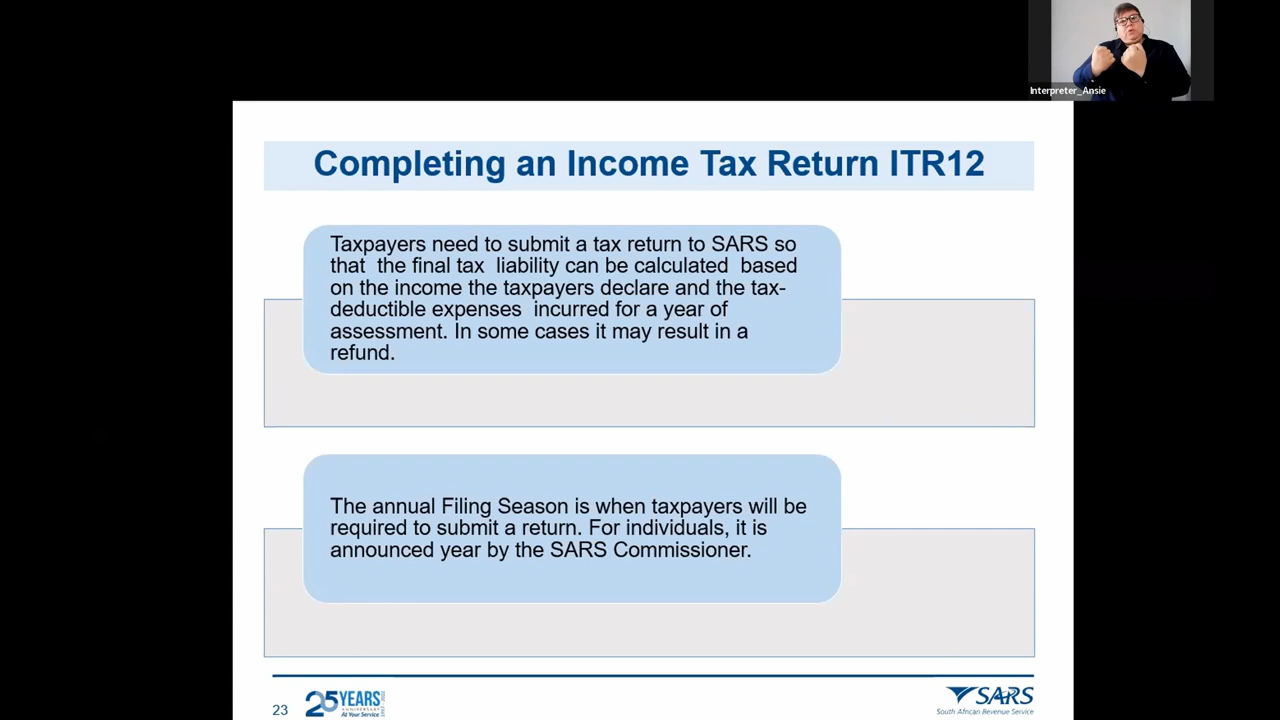 Interpreter_Ansie
Completing an Income Tax Return ITR12
Taxpayers need to submit a tax return to SARS so
that the final tax liability can be calculated based
on the income the taxpayers declare and the tax-
deductible expenses incurred for a year of
assessment. In some cases it may result in a
refund.
The annual Filing Season is when taxpayers will be
required to submit a return. For individuals, it is
announced year by the SARS Commissioner.
23
25 YEARS
ANNIVERSARY
At Your Service
SARS
South African Revenue Service